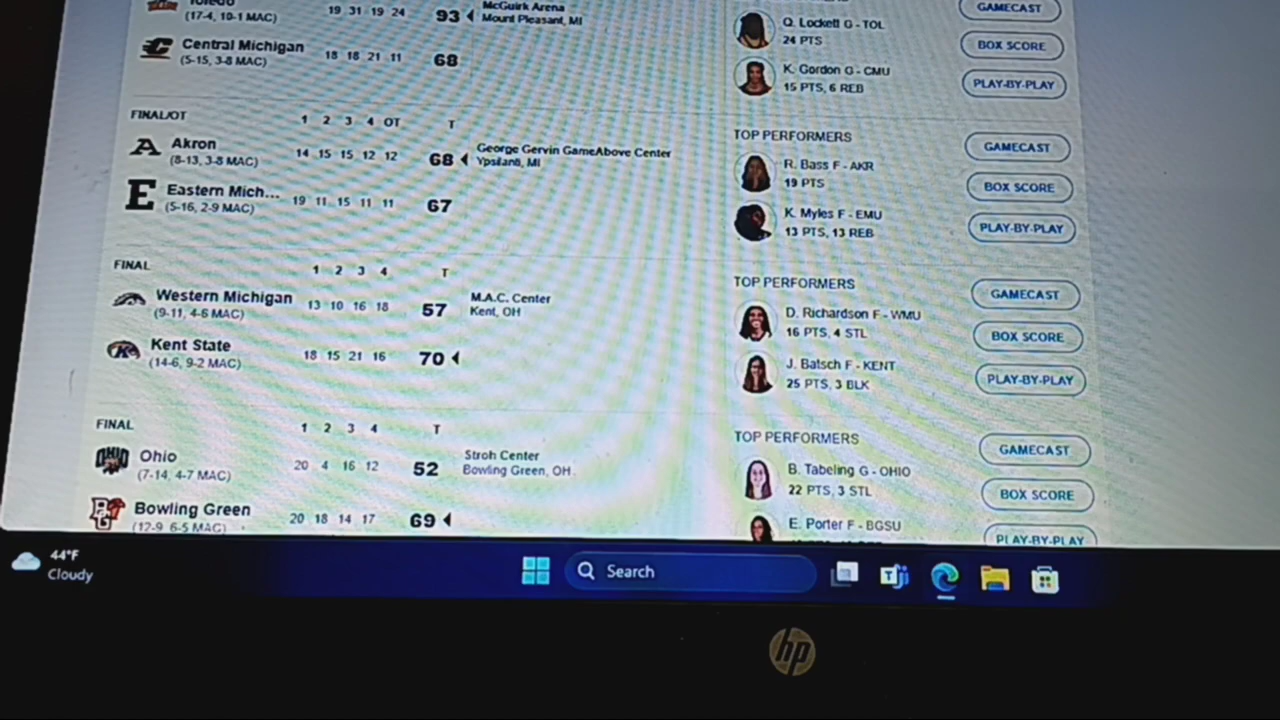 Toledo
(17-4, 10-1 MAC) 19 31 19 24 93 McGuirk Arena
Mount Pleasant, MI
Central Michigan
(5-15, 3-8 MAC) 18 18 21 11 68
Q. Lockett G - TOL
24 PTS
K. Gordon G - CMU
15 PTS, 6 REB
GAMECAST
BOX SCORE
PLAY-BY-PLAY
FINAL/OT 1 2 3 4 OT T
Akron
(8-13, 3-8 MAC) 14 15 15 12 12 68 George Gervin GameAbove Center
Ypsilanti, MI
Eastern Mich...
(5-16, 2-9 MAC) 19 11 15 11 11 67
TOP PERFORMERS
R. Bass F - AKR
19 PTS
K. Myles F - EMU
13 PTS, 13 REB
GAMECAST
BOX SCORE
PLAY-BY-PLAY
FINAL 1 2 3 4 T
Western Michigan
(9-11, 4-6 MAC) 13 10 16 18 57 M.A.C. Center
Kent, OH
Kent State
(14-6, 9-2 MAC) 18 15 21 16 70
TOP PERFORMERS
D. Richardson F - WMU
16 PTS, 4 STL
J. Batsch F - KENT
25 PTS, 3 BLK
GAMECAST
BOX SCORE
PLAY-BY-PLAY
FINAL 1 2 3 4 T
OHIO
Ohio
(7-14, 4-7 MAC) 20 4 16 12 52 Stroh Center
Bowling Green, OH
Bowling Green
(12-9, 6-5 MAC) 20 18 14 17 69
TOP PERFORMERS
B. Tabeling G - OHIO
22 PTS, 3 STL
E. Porter F - BGSU
GAMECAST
BOX SCORE
PLAY-BY-PLAY
44°F
Cloudy
Search
hp